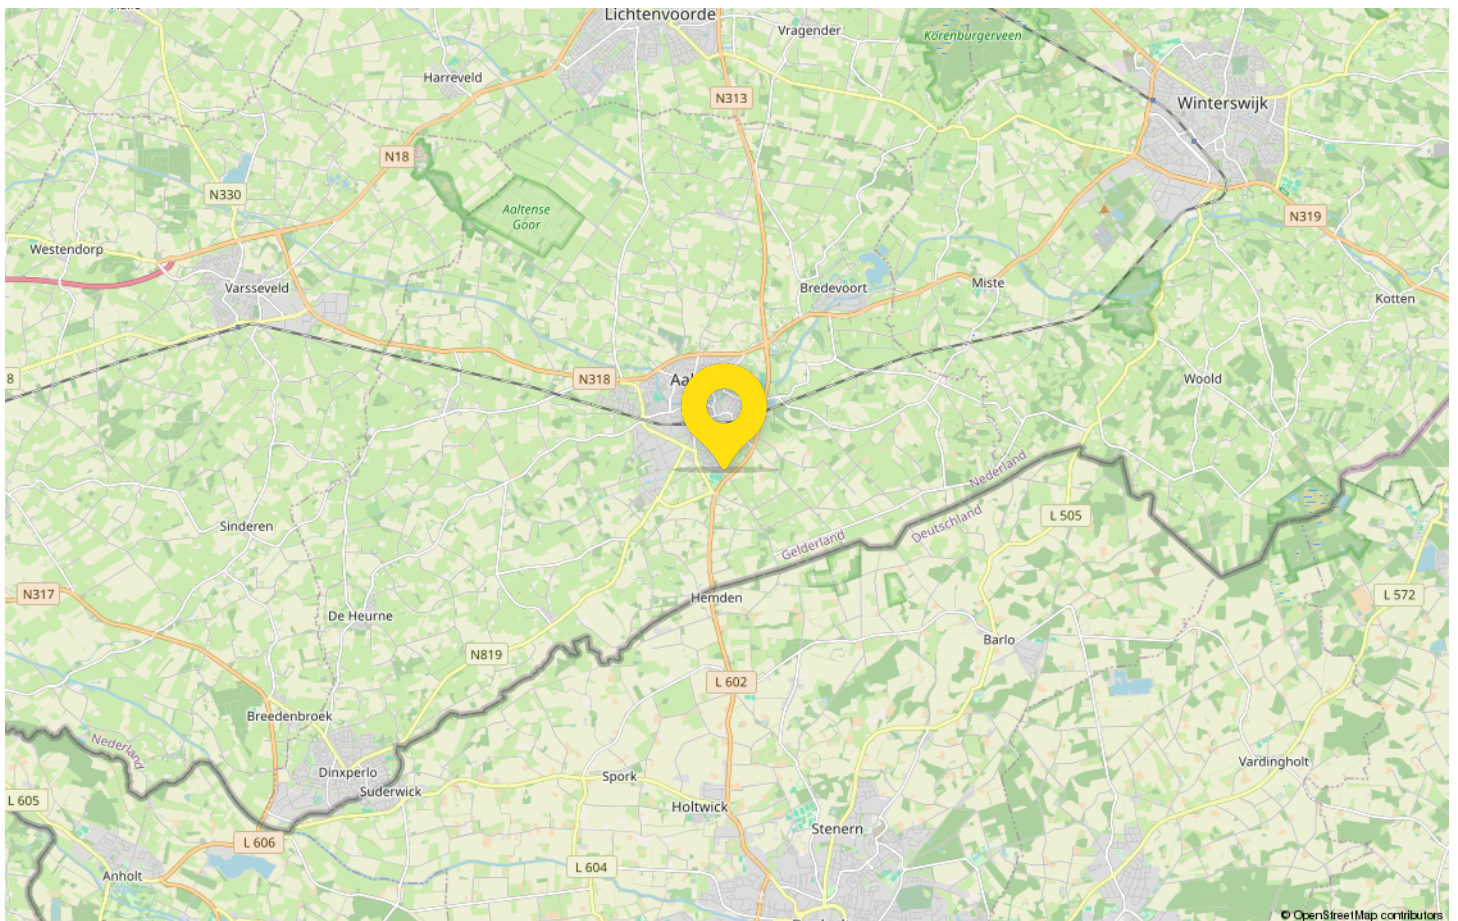 Lichtenvoorde
Vragender
Korenburgerveen
Harreveld
N313
Winterswijk
N18
N330
Aaltense
Goor
N319
Westendorp
Varsseveld
Bredevoort
Miste
Kotten
8
N318
Aal
Woold
Nederland
L 505
Deutschland
Sinderen
Gelderland
N317
Hemden
L 572
De Heurne
Barlo
N819
L 602
Breedenbroek
Nederland
Vardingholt
Dinxperlo
Spork
Suderwick
L 605
Holtwick
Stenern
L 606
L 604
Anholt
© OpenStreetMap contributors